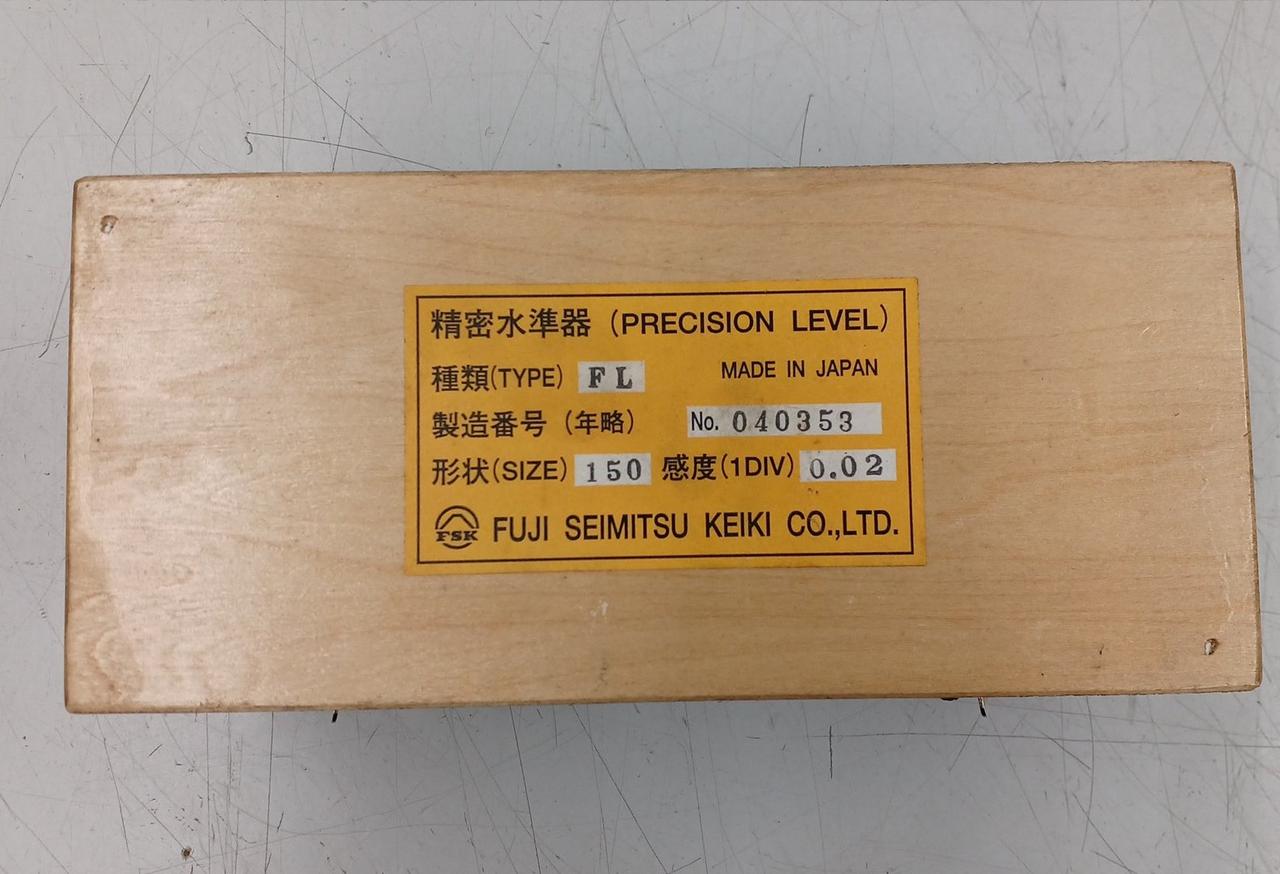 精密水準器 (PRECISION LEVEL)
種類(TYPE) FL MADE IN JAPAN
製造番号 (年略) No. 040353
形状(SIZE) 150 感度(1DIV) 0.02
FSK FUJI SEIMITSU KEIKI CO.,LTD.